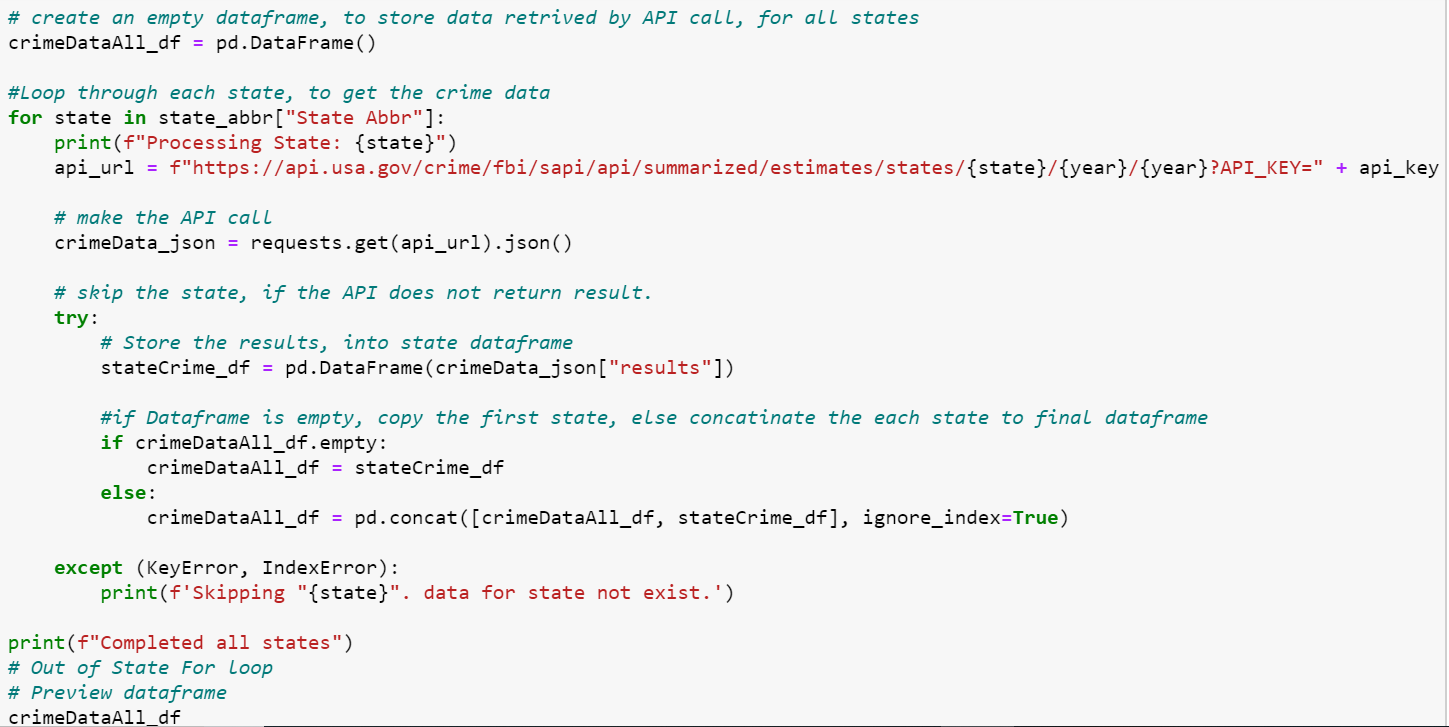 # create an empty dataframe, to store data retrived by API call, for all states
crimeDataAll_df = pd.DataFrame()
#Loop through each state, to get the crime data
for state in state_abbr["State Abbr"]:
    print(f"Processing State: {state}")
    api_url = f"https://api.usa.gov/crime/fbi/sapi/api/summarized/estimates/states/{state}/{year}/{year}?API_KEY=" + api_key
    # make the API call
    crimeData_json = requests.get(api_url).json()
    # skip the state, if the API does not return result.
    try:
        # Store the results, into state dataframe
        stateCrime_df = pd.DataFrame(crimeData_json["results"])
        #if Dataframe is empty, copy the first state, else concatinate the each state to final dataframe
        if crimeDataAll_df.empty:
            crimeDataAll_df = stateCrime_df
        else:
            crimeDataAll_df = pd.concat([crimeDataAll_df, stateCrime_df], ignore_index=True)
    except (KeyError, IndexError):
        print(f'Skipping "{state}". data for state not exist.')
print(f"Completed all states")
# Out of State For loop
# Preview dataframe
crimeDataAll_df